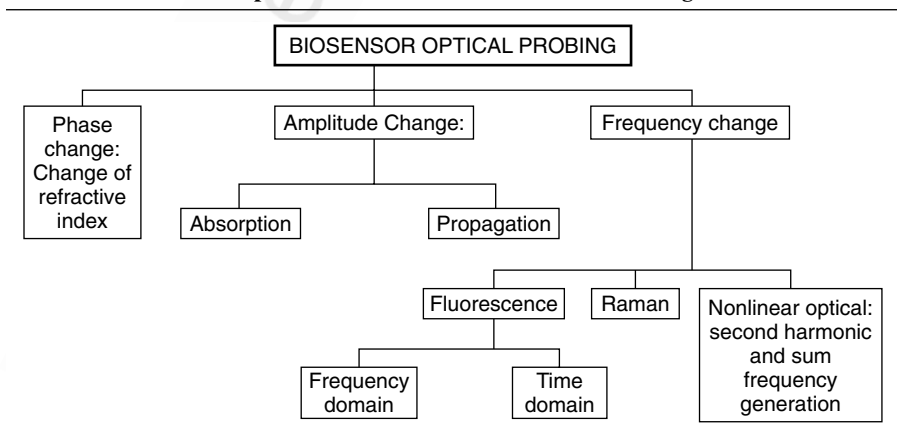 BIOSENSOR OPTICAL PROBING
Phase
change:
Change of
refractive
index
Amplitude Change:
Frequency change
Absorption
Propagation
Fluorescence
Raman
Nonlinear optical:
second harmonic
and sum
frequency
generation
Frequency
domain
Time
domain